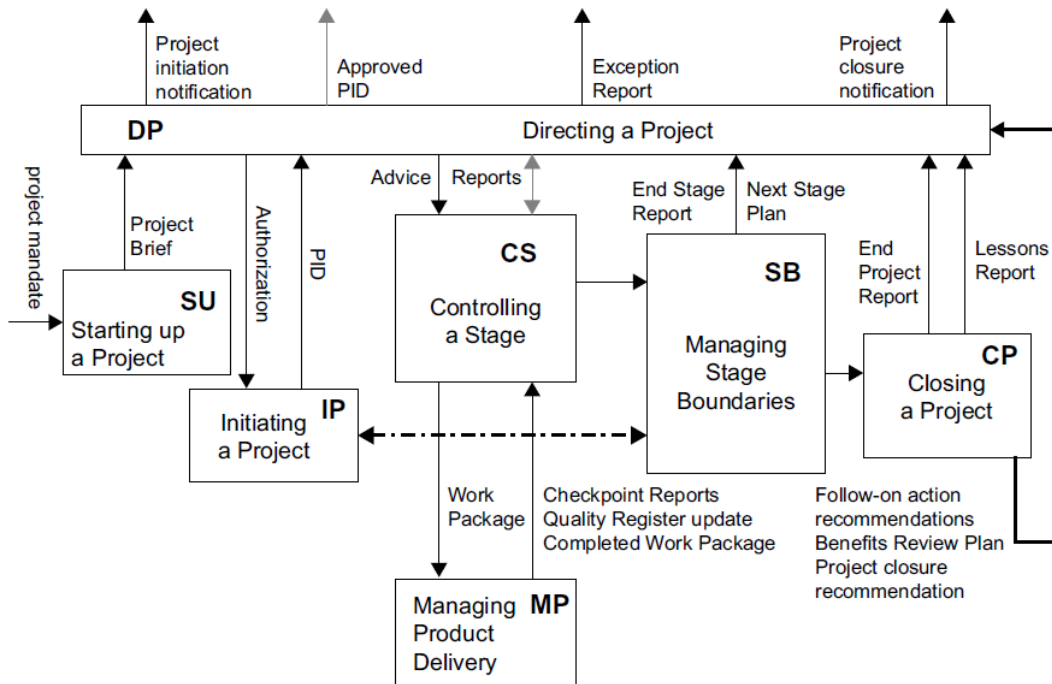 Project
initiation
notification
Approved
PID
Exception
Report
Project
closure
notification
DP
Directing a Project
project mandate
Project
Brief
Authorization
PID
Advice
Reports
End Stage
Report
Next Stage
Plan
End
Project
Report
Lessons
Report
SU
Starting up
a Project
CS
Controlling
a Stage
SB
Managing
Stage
Boundaries
CP
Closing
a Project
IP
Initiating
a Project
Work
Package
Checkpoint Reports
Quality Register update
Completed Work Package
Follow-on action
recommendations
Benefits Review Plan
Project closure
recommendation
MP
Managing
Product
Delivery